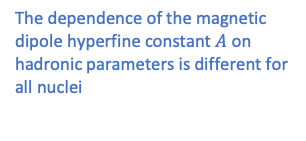 The dependence of the magnetic
dipole hyperfine constant A on
hadronic parameters is different for
all nuclei